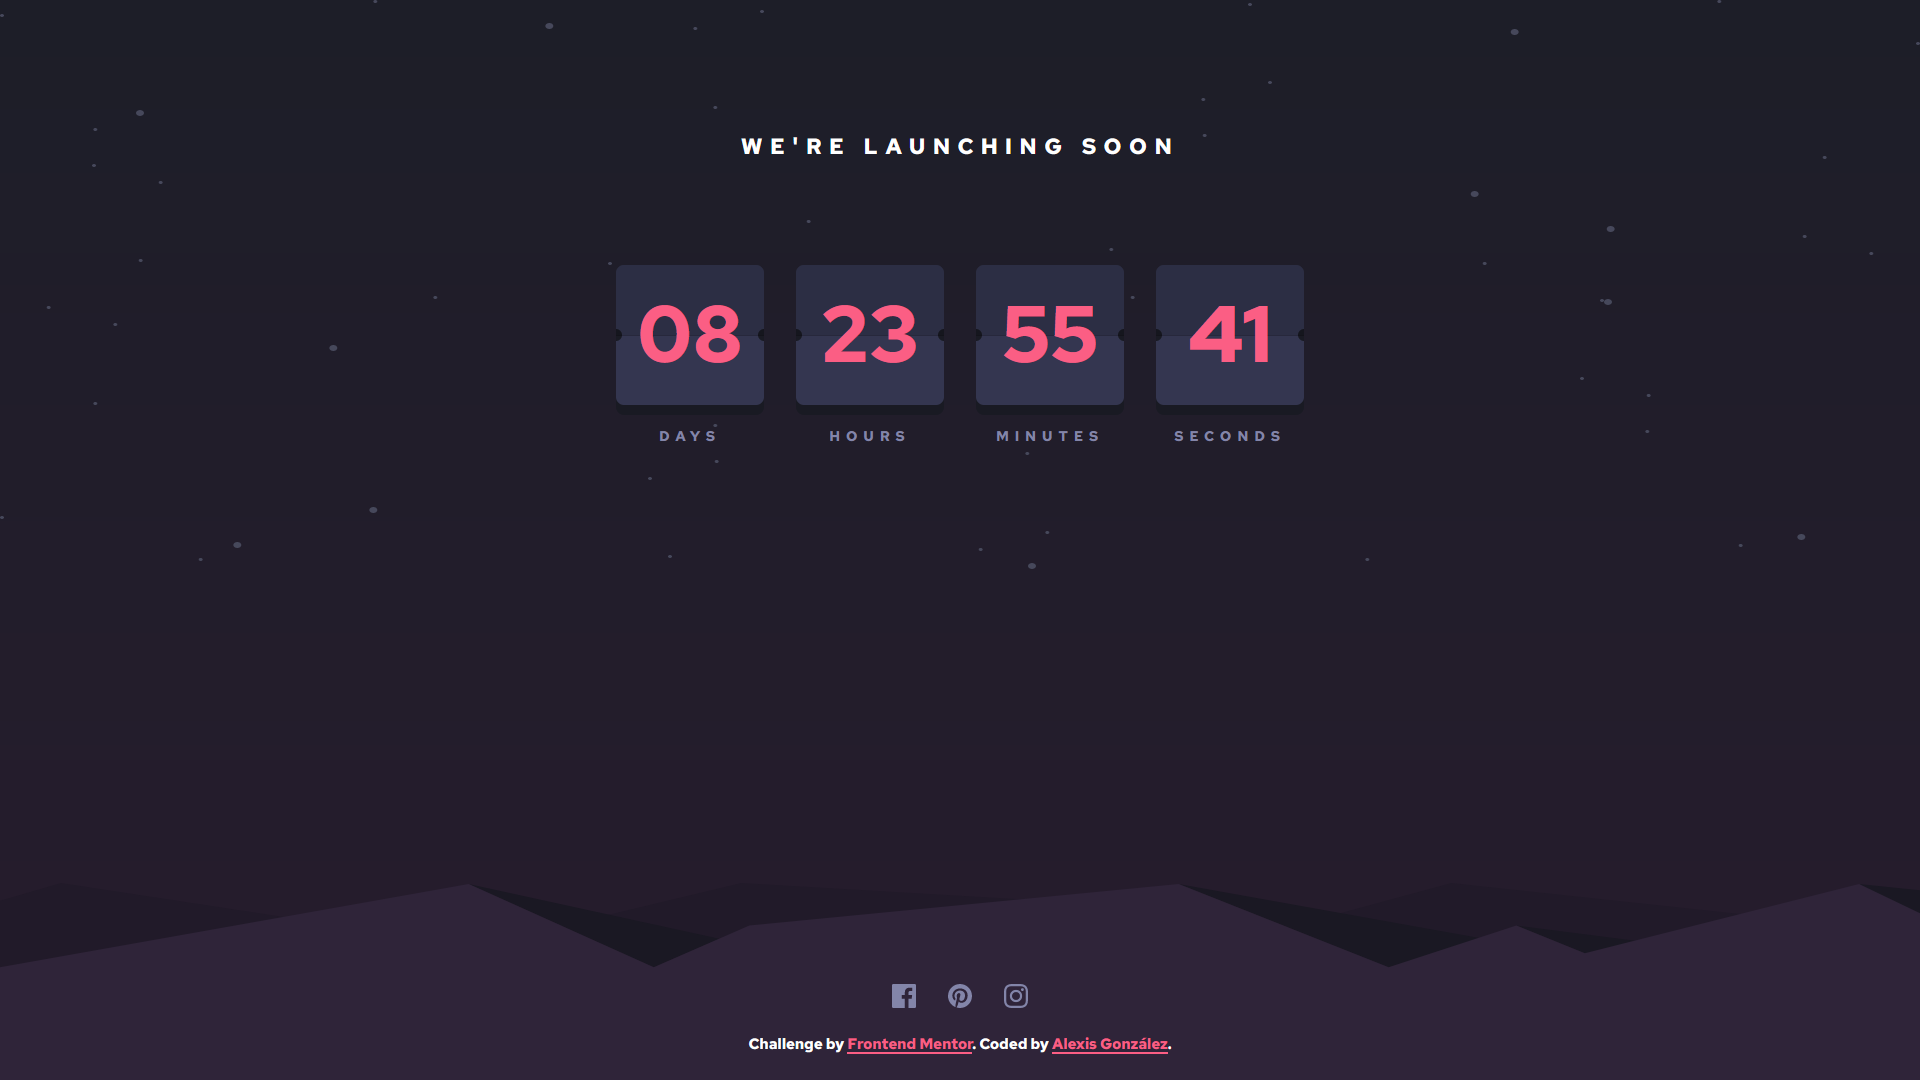 WE'RE LAUNCHING SOON
08 23 55 41
DAYS HOURS MINUTES SECONDS
Challenge by Frontend Mentor. Coded by Alexis González.